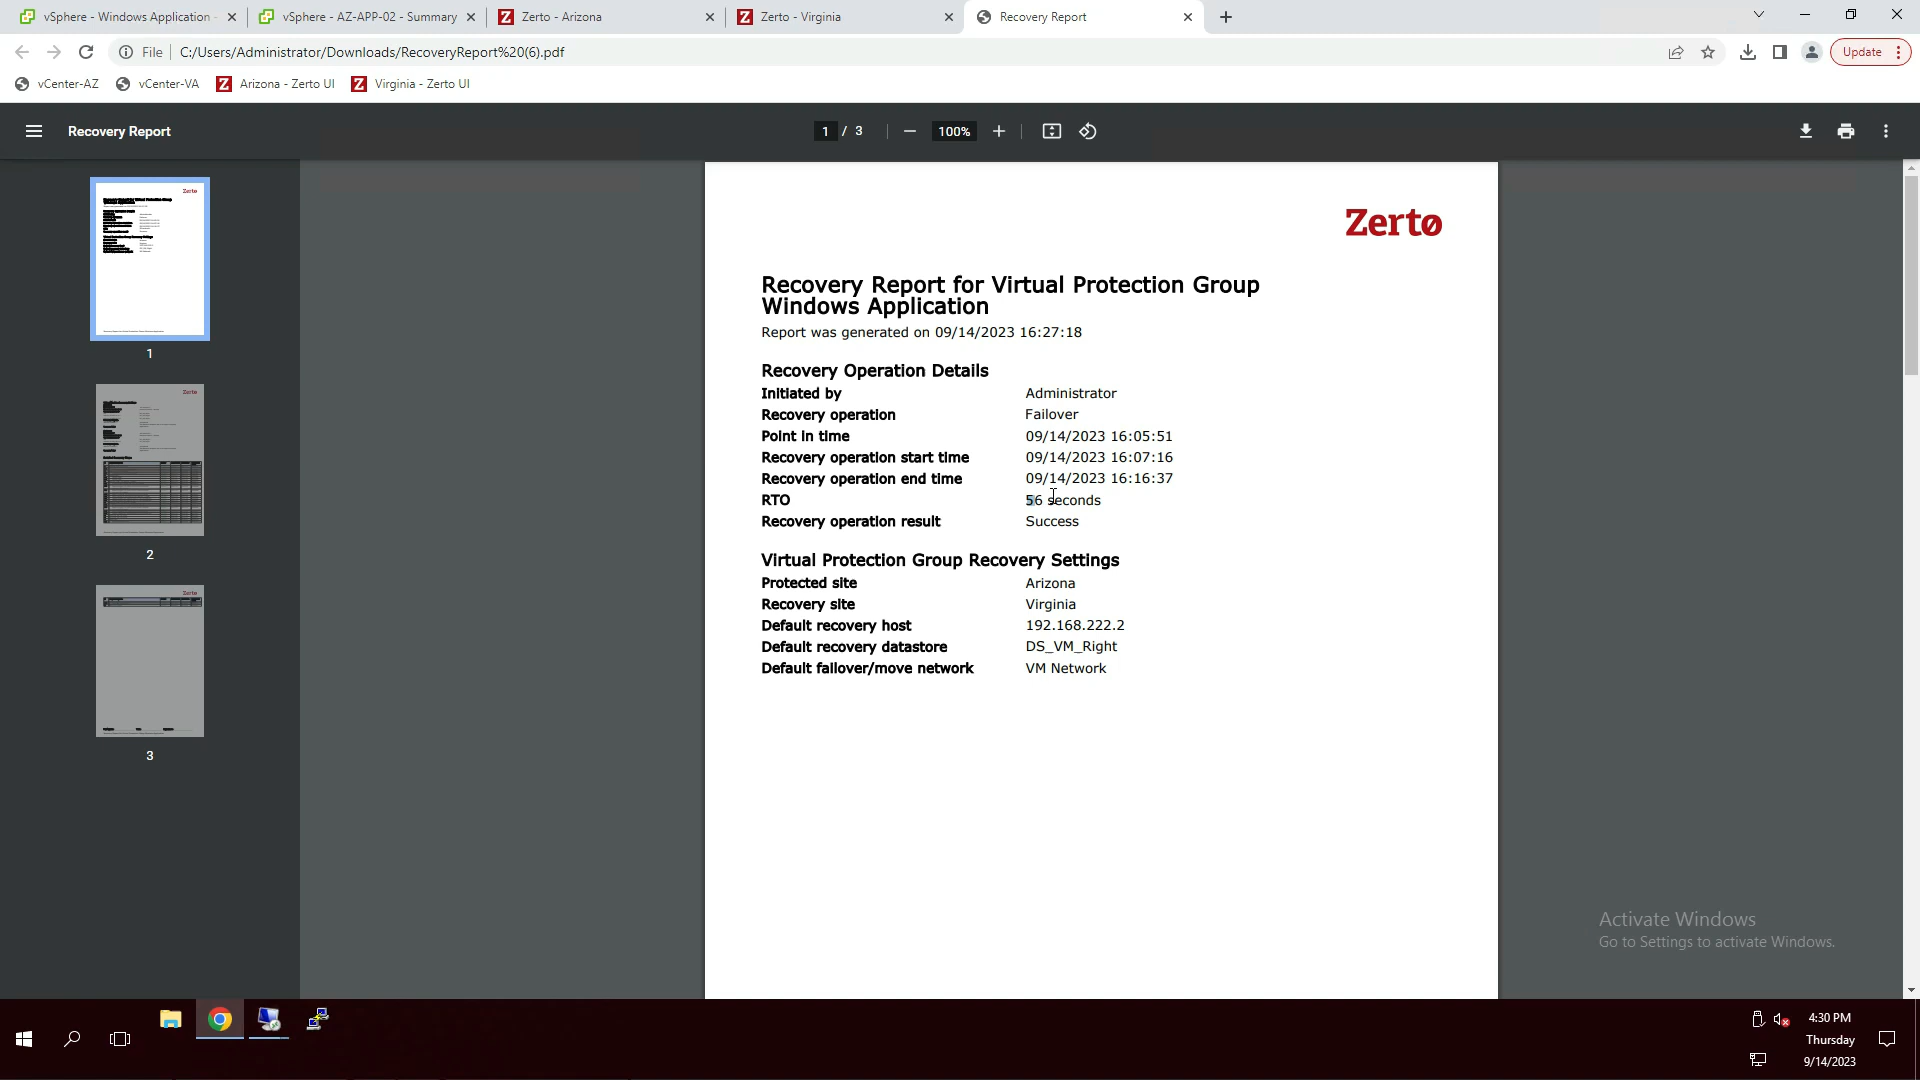 vSphere - Windows Application -
vSphere - AZ-APP-02 - Summary
Zerto - Arizona
Zerto - Virginia
Recovery Report
File
C:/Users/Administrator/Downloads/RecoveryReport%20(6).pdf
Update
vCenter-AZ
vCenter-VA
Arizona - Zerto UI
Virginia - Zerto UI
Recovery Report
1 / 3
100%
Zertø
Recovery Report for Virtual Protection Group
Windows Application
Report was generated on 09/14/2023 16:27:18
Recovery Operation Details
Initiated by Administrator
Recovery operation Failover
Point in time 09/14/2023 16:05:51
Recovery operation start time 09/14/2023 16:07:16
Recovery operation end time 09/14/2023 16:16:37
RTO 56 seconds
Recovery operation result Success
Virtual Protection Group Recovery Settings
Protected site Arizona
Recovery site Virginia
Default recovery host 192.168.222.2
Default recovery datastore DS_VM_Right
Default failover/move network VM Network
1
2
3
Activate Windows
Go to Settings to activate Windows.
4:30 PM
Thursday
9/14/2023